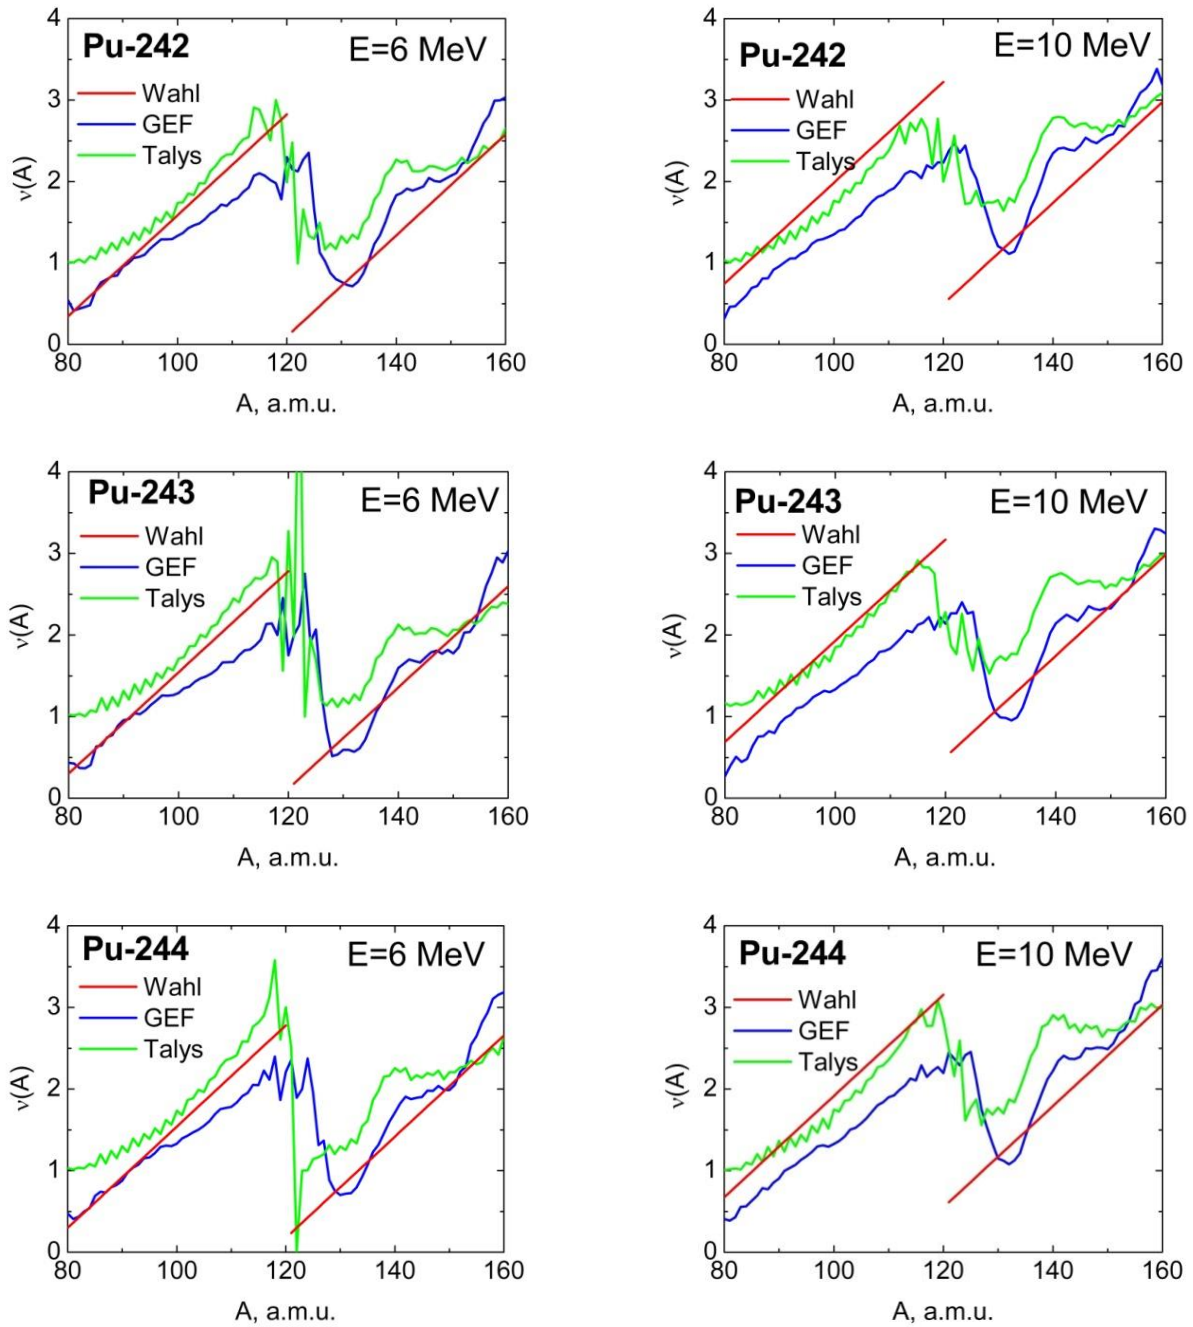 Pu-242
E=6 MeV
Wahl
GEF
Talys
ν(A)
4
3
2
1
0
80 100 120 140 160
A, a.m.u.
Pu-242
E=10 MeV
Wahl
GEF
Talys
ν(A)
4
3
2
1
0
80 100 120 140 160
A, a.m.u.
Pu-243
E=6 MeV
Wahl
GEF
Talys
ν(A)
4
3
2
1
0
80 100 120 140 160
A, a.m.u.
Pu-243
E=10 MeV
Wahl
GEF
Talys
ν(A)
4
3
2
1
0
80 100 120 140 160
A, a.m.u.
Pu-244
E=6 MeV
Wahl
GEF
Talys
ν(A)
4
3
2
1
0
80 100 120 140 160
A, a.m.u.
Pu-244
E=10 MeV
Wahl
GEF
Talys
ν(A)
4
3
2
1
0
80 100 120 140 160
A, a.m.u.